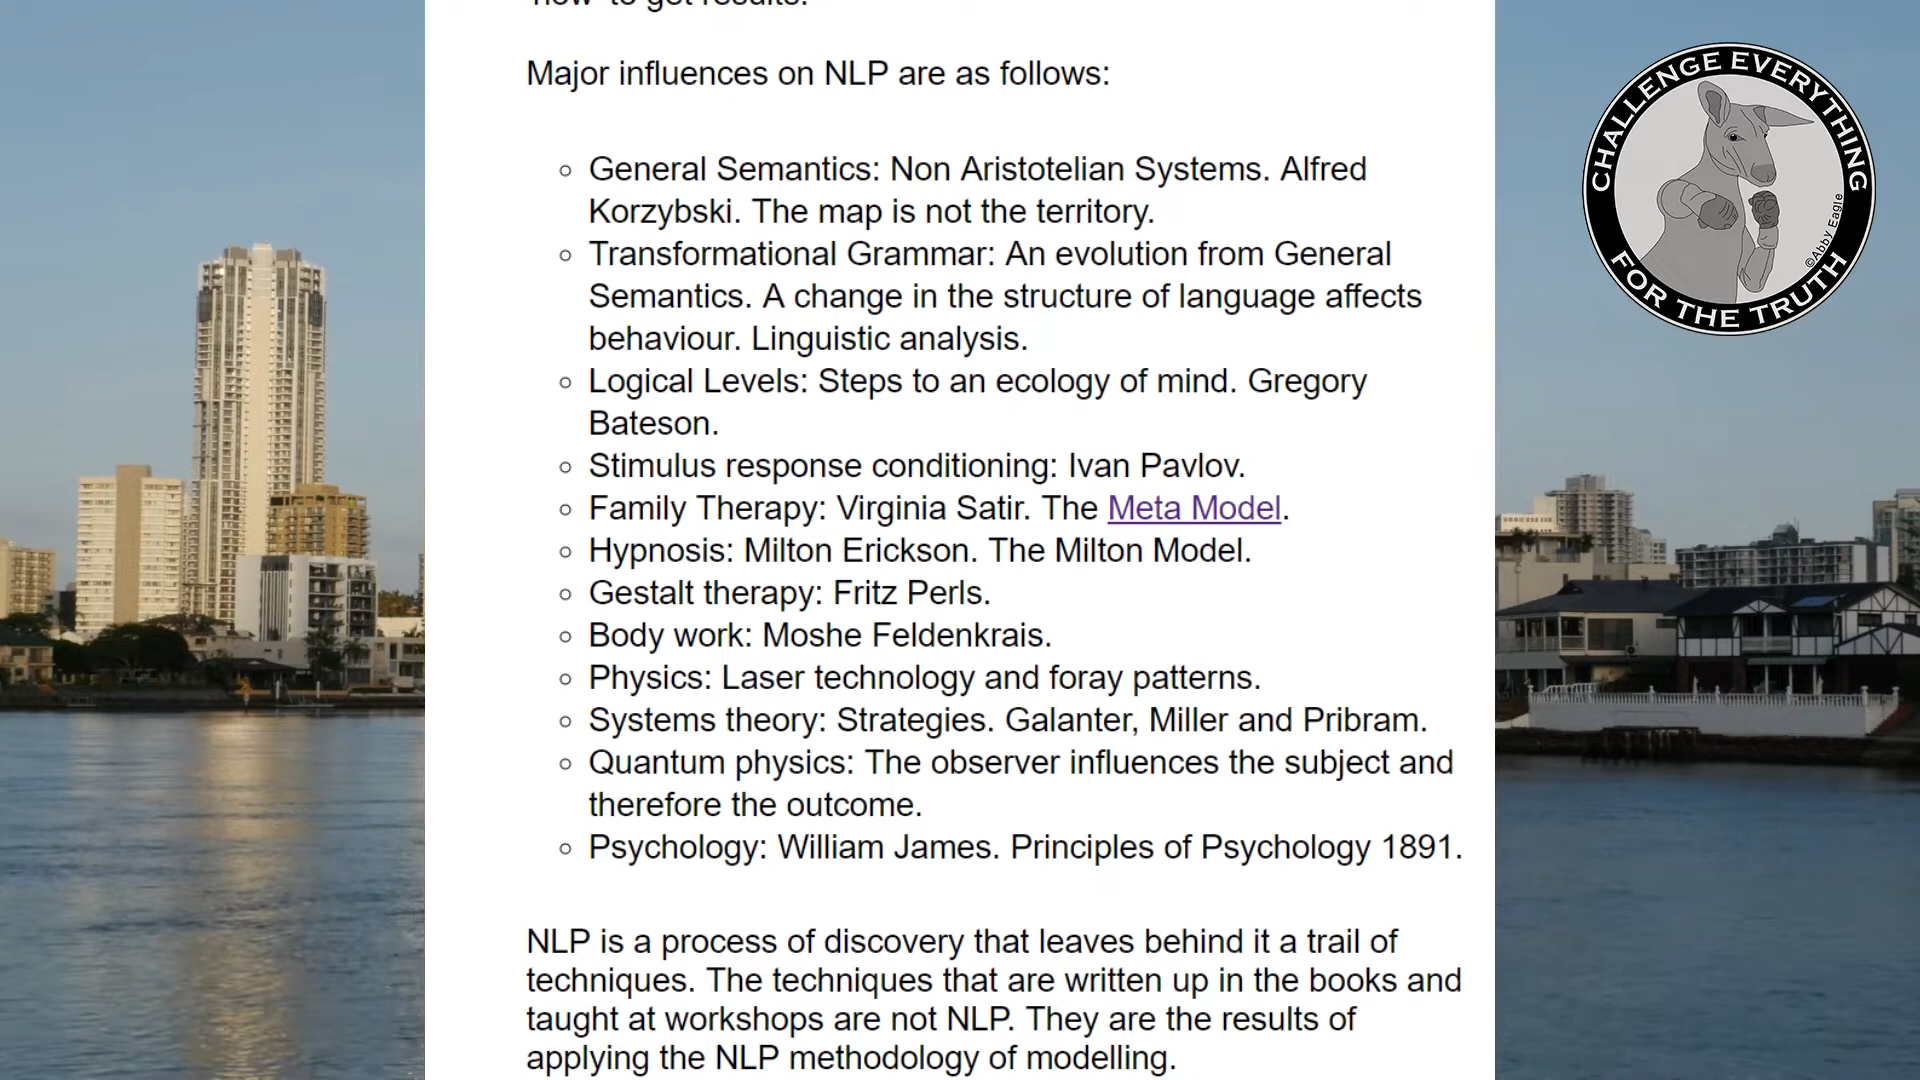 'how' to get results.
Major influences on NLP are as follows:
General Semantics: Non Aristotelian Systems. Alfred
Korzybski. The map is not the territory.
Transformational Grammar: An evolution from General
Semantics. A change in the structure of language affects
behaviour. Linguistic analysis.
Logical Levels: Steps to an ecology of mind. Gregory
Bateson.
Stimulus response conditioning: Ivan Pavlov.
Family Therapy: Virginia Satir. The Meta Model.
Hypnosis: Milton Erickson. The Milton Model.
Gestalt therapy: Fritz Perls.
Body work: Moshe Feldenkrais.
Physics: Laser technology and foray patterns.
Systems theory: Strategies. Galanter, Miller and Pribram.
Quantum physics: The observer influences the subject and
therefore the outcome.
Psychology: William James. Principles of Psychology 1891.
NLP is a process of discovery that leaves behind it a trail of
techniques. The techniques that are written up in the books and
taught at workshops are not NLP. They are the results of
applying the NLP methodology of modelling.
CHALLENGE EVERYTHING
FOR THE TRUTH
©Abby Eagle